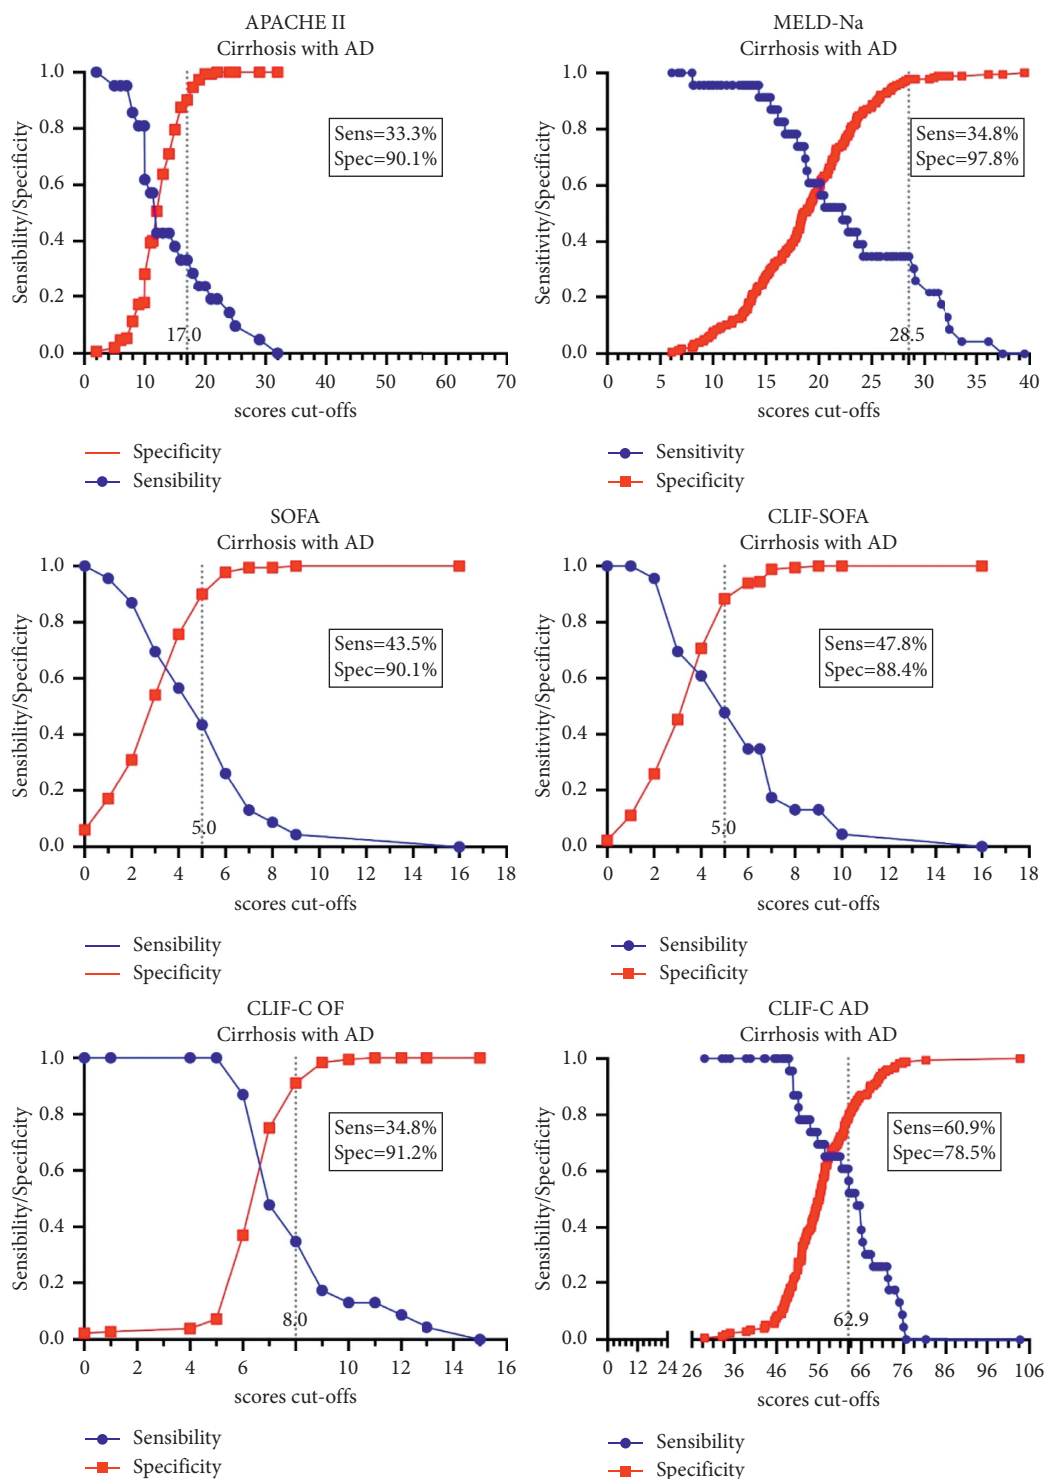 APACHE II
Cirrhosis with AD
Sensibility/Specificity
1.0
0.8
0.6
0.4
0.2
0.0
Sens=33.3%
Spec=90.1%
17.0
0 10 20 30 40 50 60 70
scores cut-offs
Specificity
Sensibility
MELD-Na
Cirrhosis with AD
Sensitivity/Specificity
1.0
0.8
0.6
0.4
0.2
0.0
Sens=34.8%
Spec=97.8%
28.5
0 5 10 15 20 25 30 35 40
scores cut-offs
Sensitivity
Specificity
SOFA
Cirrhosis with AD
Sensibility/Specificity
1.0
0.8
0.6
0.4
0.2
0.0
Sens=43.5%
Spec=90.1%
5.0
0 2 4 6 8 10 12 14 16 18
scores cut-offs
Sensibility
Specificity
CLIF-SOFA
Cirrhosis with AD
Sensitivity/Specificity
1.0
0.8
0.6
0.4
0.2
0.0
Sens=47.8%
Spec=88.4%
5.0
0 2 4 6 8 10 12 14 16 18
scores cut-offs
Sensibility
Specificity
CLIF-C OF
Cirrhosis with AD
Sensibility/Specificity
1.0
0.8
0.6
0.4
0.2
0.0
Sens=34.8%
Spec=91.2%
8.0
0 2 4 6 8 10 12 14 16
scores cut-offs
Sensibility
Specificity
CLIF-C AD
Cirrhosis with AD
Sensibility/Specificity
1.0
0.8
0.6
0.4
0.2
0.0
Sens=60.9%
Spec=78.5%
62.9
0 12 24 26 36 46 56 66 76 86 96 106
scores cut-offs
Sensibility
Specificity